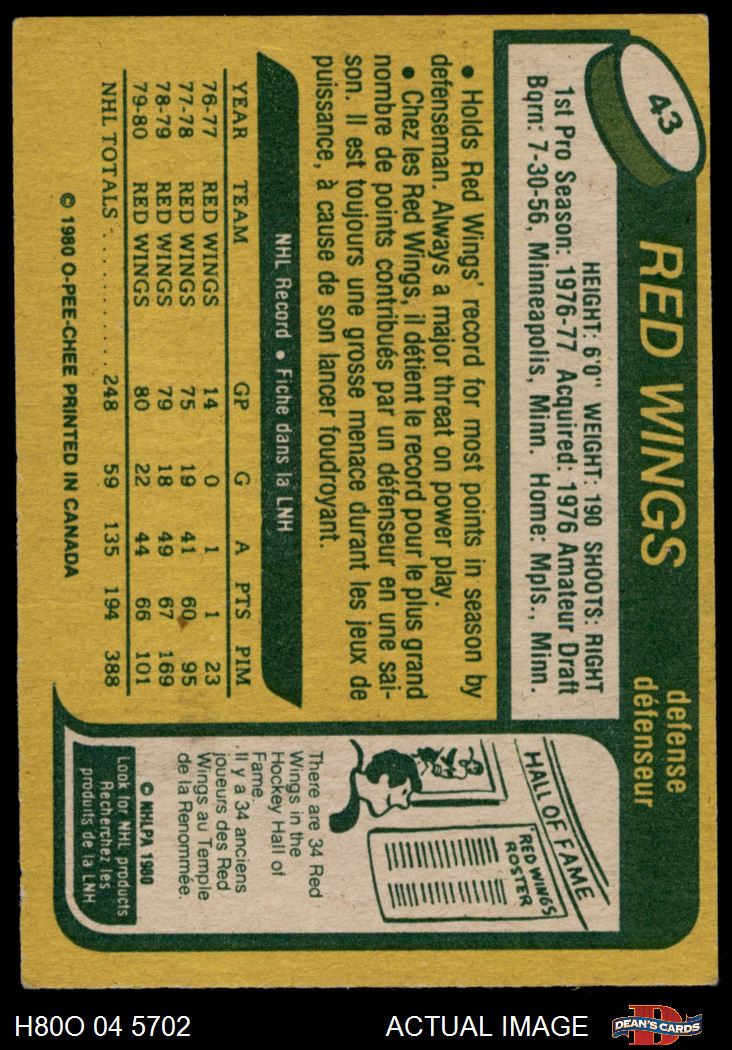 43
RED WINGS
defense
défenseur
HEIGHT: 6'0" WEIGHT: 190 SHOOTS: RIGHT
1st Pro Season: 1976-77 Acquired: 1976 Amateur Draft
Born: 7-30-56, Minneapolis, Minn. Home: Mpls., Minn.
• Holds Red Wings' record for most points in season by
defenseman. Always a major threat on power play.
• Chez les Red Wings, il détient le record pour le plus grand
nombre de points contribués par un défenseur en une sai-
son. Il est toujours une grosse menace durant les jeux de
puissance, à cause de son lancer foudroyant.
NHL Record • Fiche dans la LNH
YEAR TEAM GP G A PTS PIM
76-77 RED WINGS 14 0 1 1 23
77-78 RED WINGS 75 19 41 60 95
78-79 RED WINGS 79 18 49 67 169
79-80 RED WINGS 80 22 44 66 101
NHL TOTALS .......... 248 59 135 194 388
© 1980 O-PEE-CHEE PRINTED IN CANADA
HALL OF FAME
RED WINGS
ROSTER
There are 34 Red
Wings in the
Hockey Hall of
Fame.
Il y a 34 anciens
joueurs des Red
Wings au Temple
de la Renommée.
© NHLPA 1980
Look for NHL products
Recherchez les
produits de la LNH
H80O 04 5702
ACTUAL IMAGE
D
DEAN'S CARDS